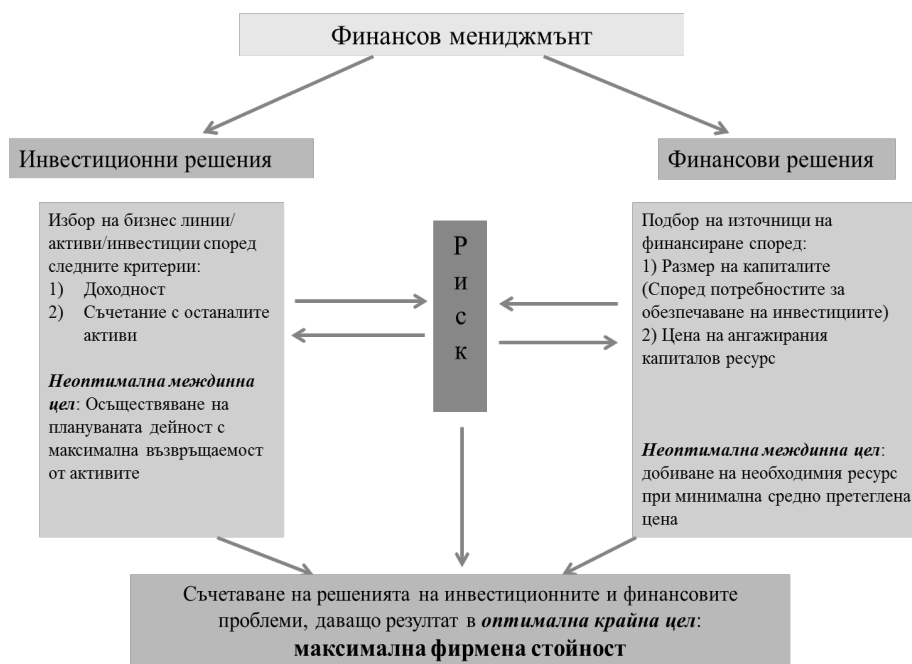 Финансов мениджмънт
Инвестиционни решения
Финансови решения
Избор на бизнес линии/
активи/инвестиции според
следните критерии:
1) Доходност
2) Съчетание с останалите
активи
Неоптимална междинна
цел: Осъществяване на
плануваната дейност с
максимална възвръщаемост
от активите
Р
и
с
к
Подбор на източници на
финансиране според:
1) Размер на капиталите
(Според потребностите за
обезпечаване на инвестициите)
2) Цена на ангажирания
капиталов ресурс
Неоптимална междинна цел:
добиване на необходимия ресурс
при минимална средно претеглена
цена
Съчетаване на решенията на инвестиционните и финансовите
проблеми, даващо резултат в оптимална крайна цел:
максимална фирмена стойност